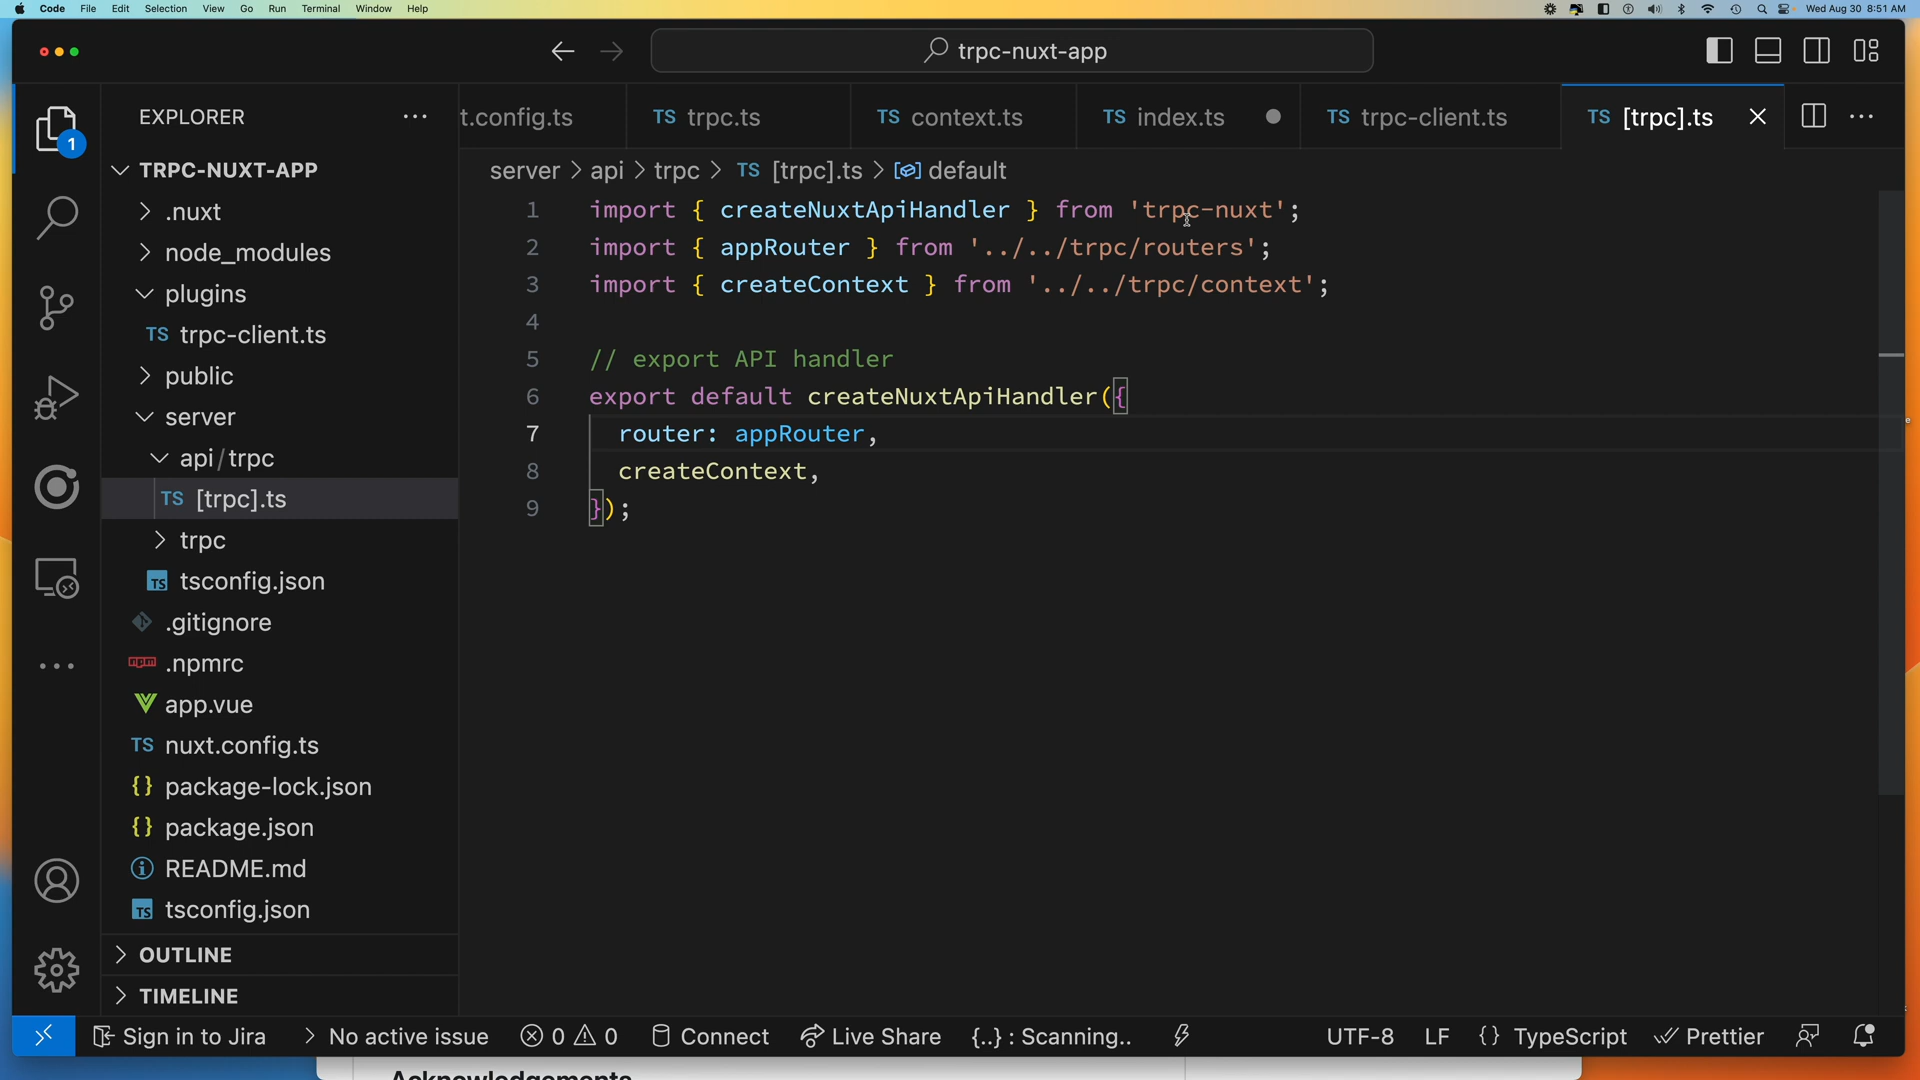 Code File Edit Selection View Go Run Terminal Window Help Wed Aug 30 8:51 AM
trpc-nuxt-app
EXPLORER
t.config.ts TS trpc.ts TS context.ts TS index.ts TS trpc-client.ts TS [trpc].ts
1
TRPC-NUXT-APP
server > api > trpc > TS [trpc].ts > default
.nuxt
node_modules
plugins
TS trpc-client.ts
public
server
api/trpc
TS [trpc].ts
trpc
TS tsconfig.json
.gitignore
npm .npmrc
app.vue
TS nuxt.config.ts
{} package-lock.json
{} package.json
README.md
TS tsconfig.json
OUTLINE
TIMELINE
1 import { createNuxtApiHandler } from 'trpc-nuxt';
2 import { appRouter } from '../../trpc/routers';
3 import { createContext } from '../../trpc/context';
4
5 // export API handler
6 export default createNuxtApiHandler({
7 router: appRouter,
8 createContext,
9 });
Sign in to Jira > No active issue 0 0 Connect Live Share {..} : Scanning.. UTF-8 LF {} TypeScript Prettier